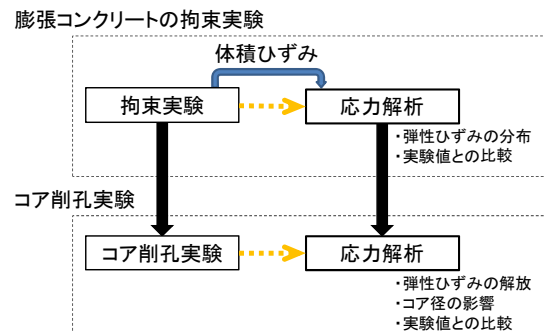 膨張コンクリートの拘束実験
体積ひずみ
拘束実験
応力解析
・弾性ひずみの分布
・実験値との比較
コア削孔実験
コア削孔実験
応力解析
・弾性ひずみの解放
・コア径の影響
・実験値との比較